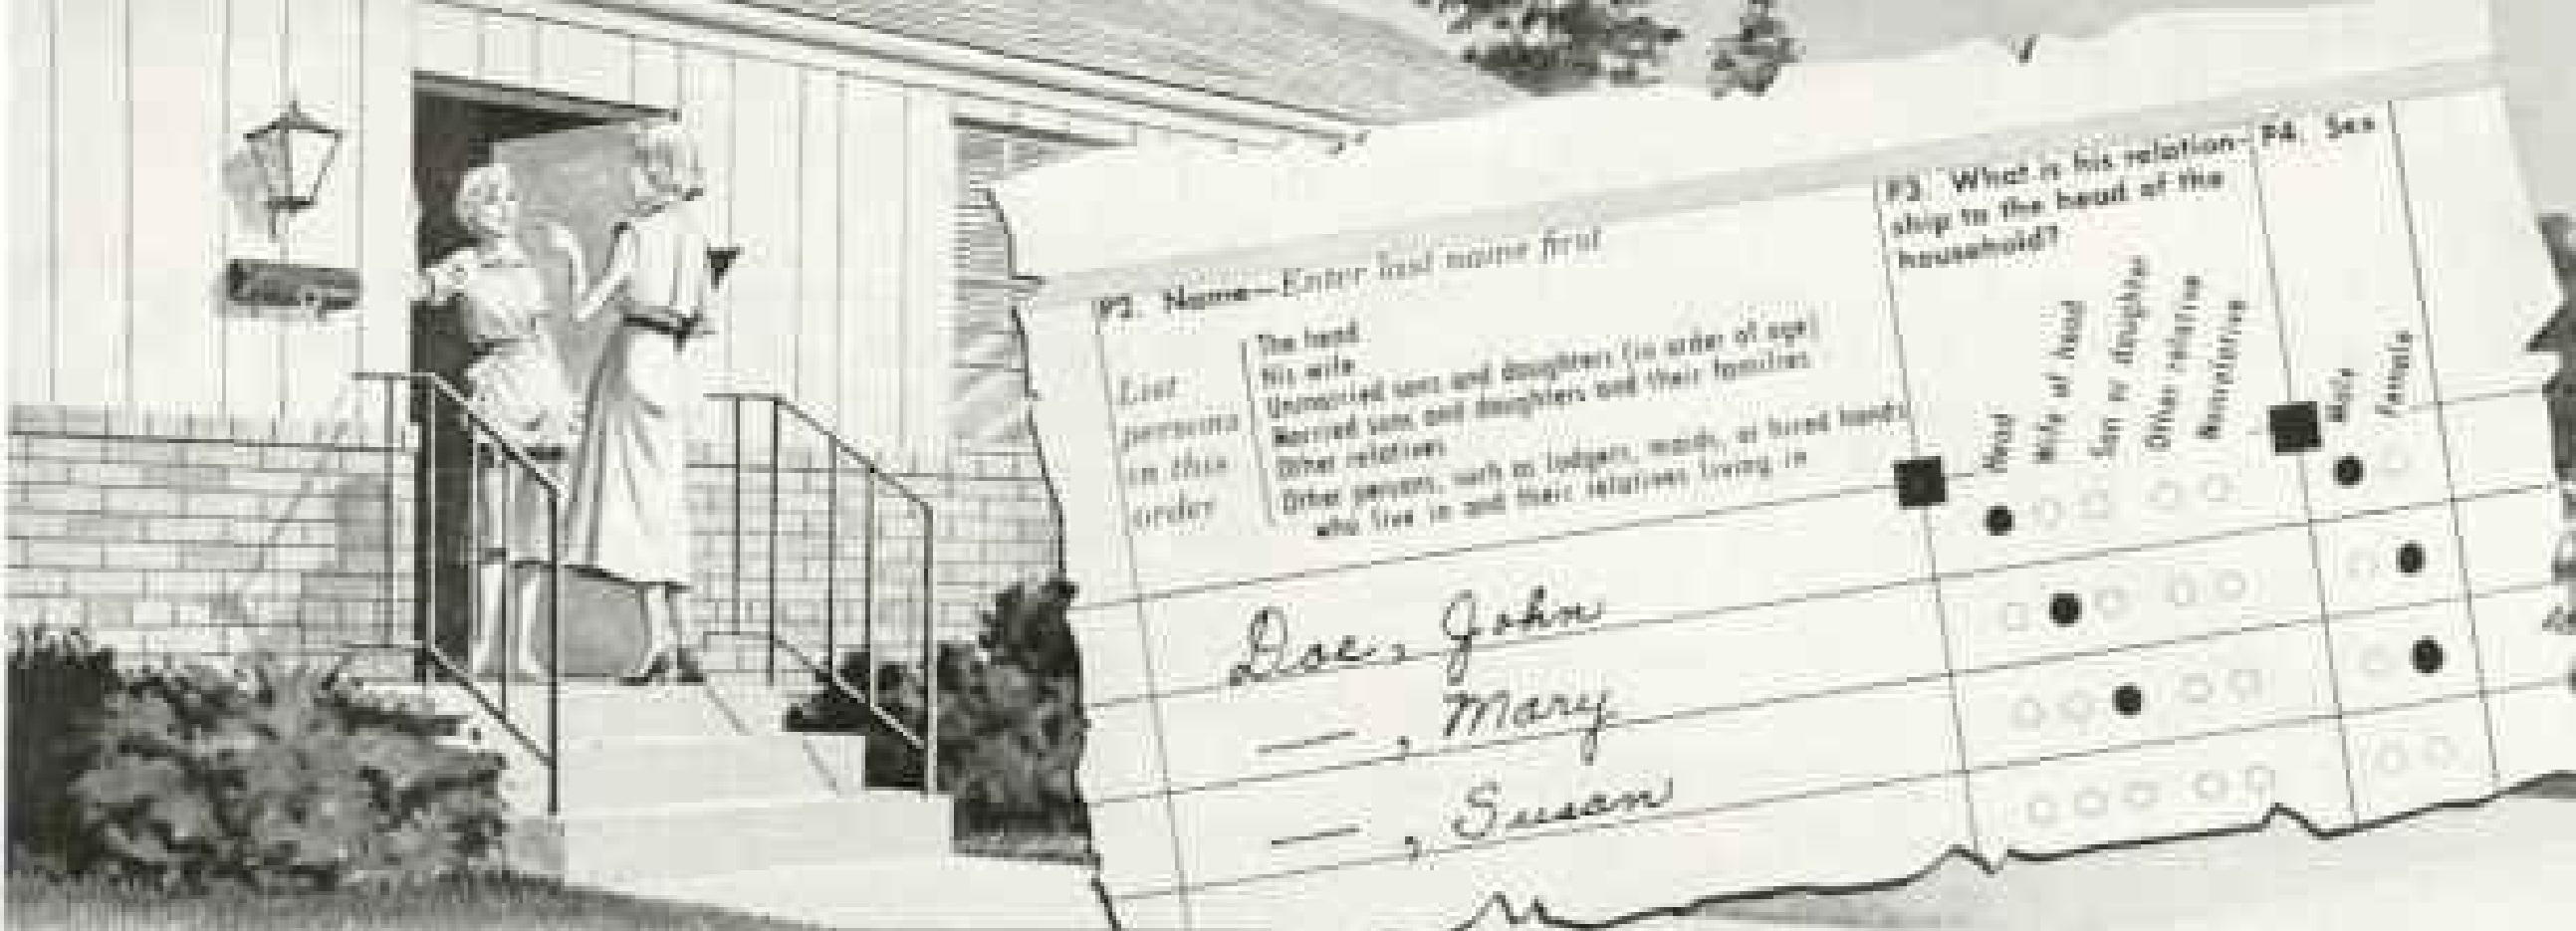 P2. Name—Enter last name first
List
persons
in this
order
The head
His wife
Unmarried sons and daughters (in order of age)
Married sons and daughters and their families
Other relatives
Other persons, such as lodgers, maids, or hired hands
who live in and their relatives living in
P3. What is his relation-
ship to the head of the
household?
Head
Wife of head
Son or daughter
Other relative
Nonrelative
P4. Sex
Male
Female
Doe, John
—, Mary
—, Susan